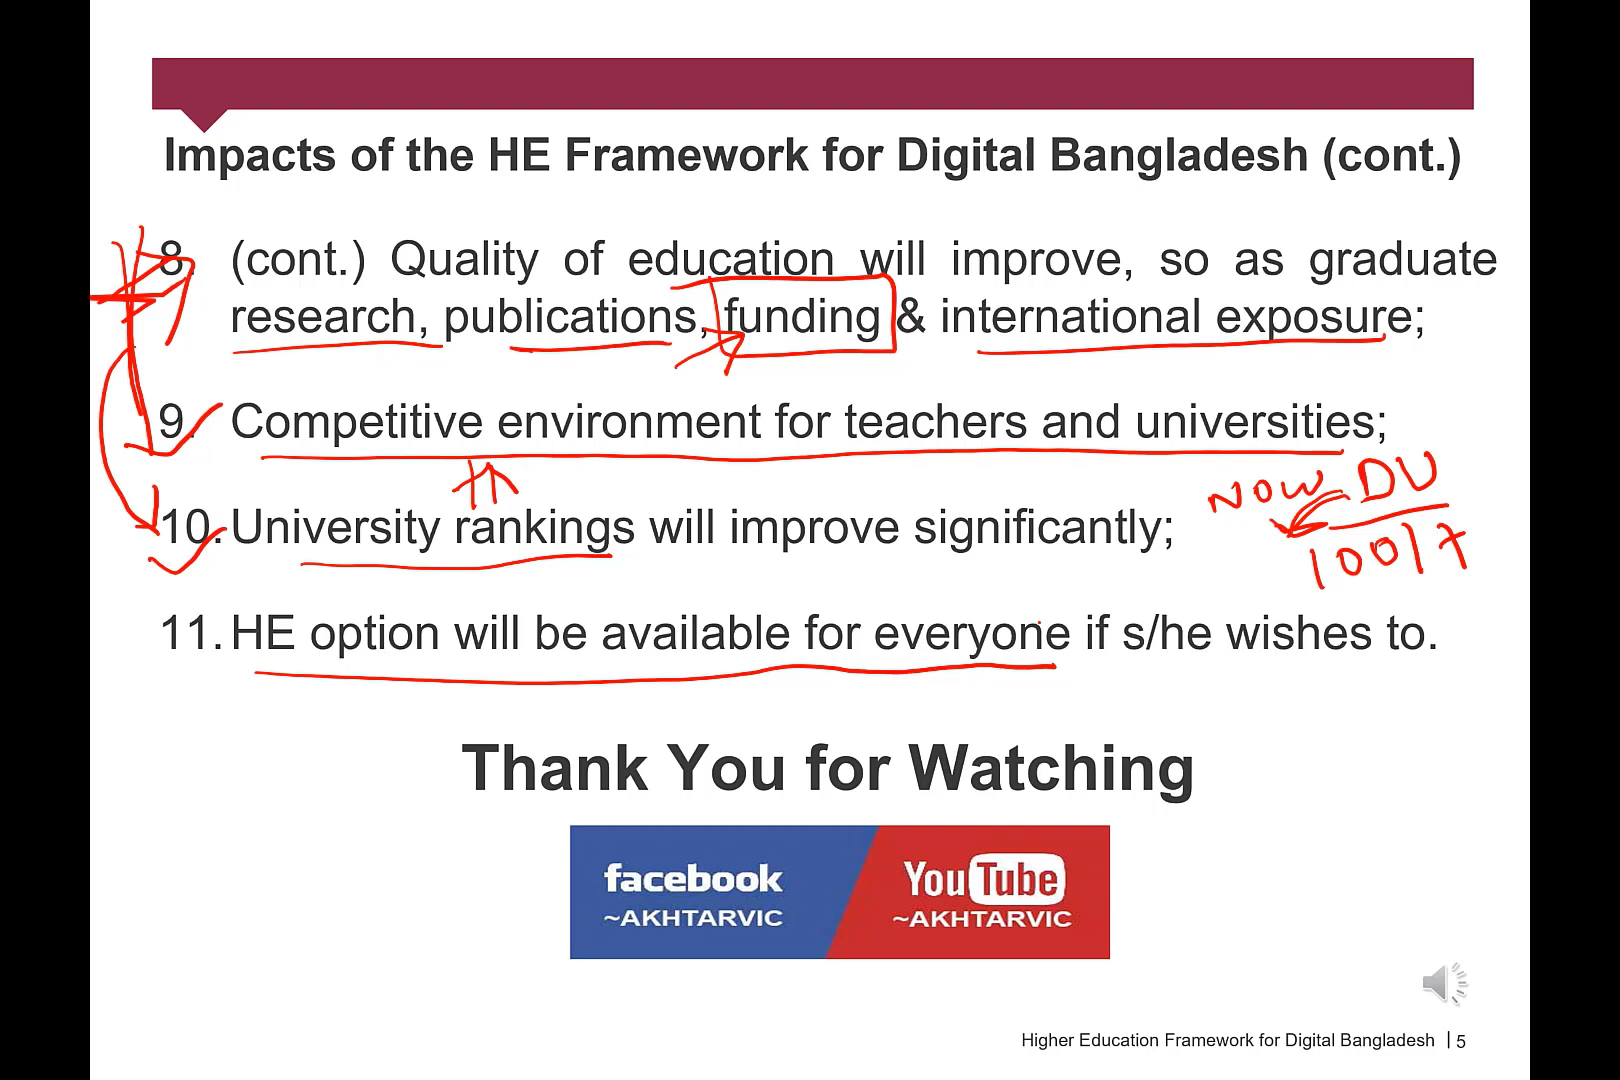 Impacts of the HE Framework for Digital Bangladesh (cont.)
8. (cont.) Quality of education will improve, so as graduate
research, publications, funding & international exposure;
9. Competitive environment for teachers and universities;
NOW DU
10. University rankings will improve significantly;
11. HE option will be available for everyone if s/he wishes to.
Thank You for Watching
facebook
~AKHTARVIC
YouTube
~AKHTARVIC
Higher Education Framework for Digital Bangladesh | 5